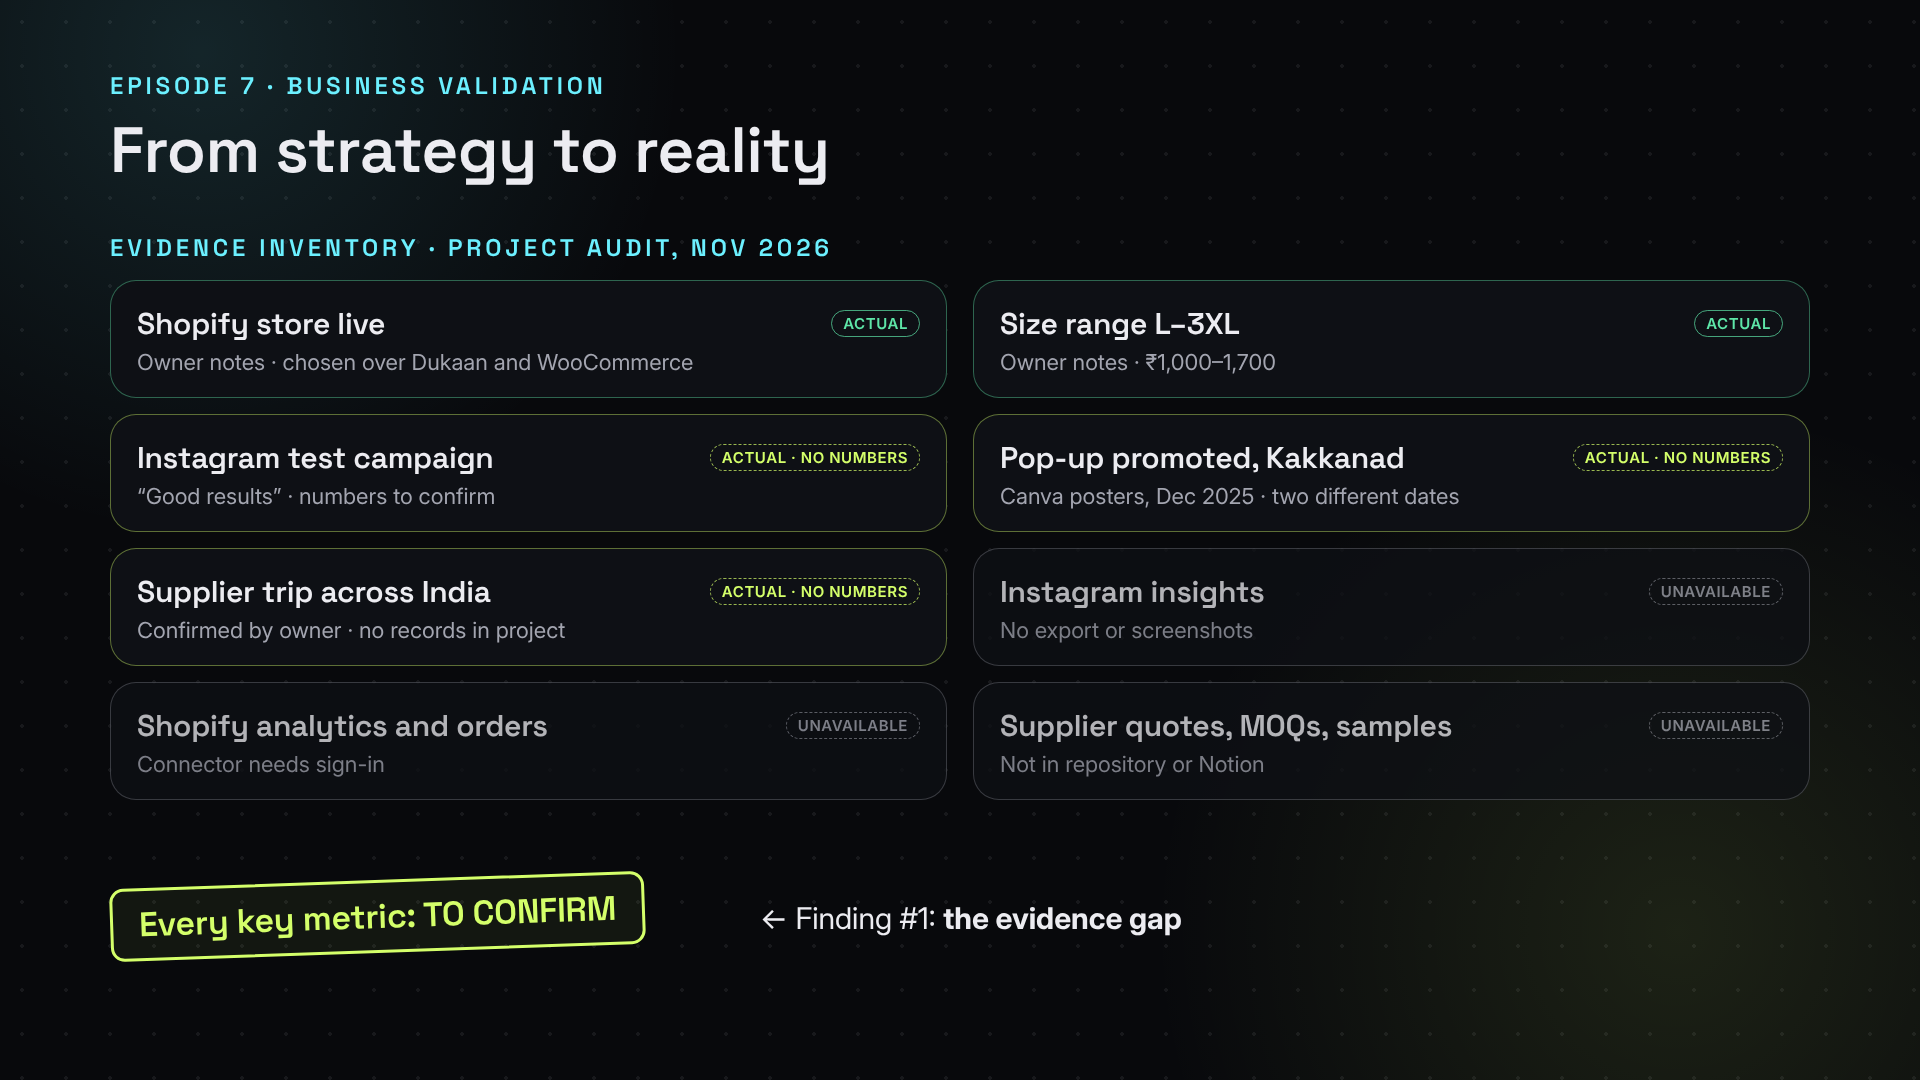 EPISODE 7 · BUSINESS VALIDATION
From strategy to reality
EVIDENCE INVENTORY · PROJECT AUDIT, NOV 2026
Shopify store live
ACTUAL
Owner notes · chosen over Dukaan and WooCommerce
Size range L–3XL
ACTUAL
Owner notes · ₹1,000–1,700
Instagram test campaign
ACTUAL · NO NUMBERS
“Good results” · numbers to confirm
Pop-up promoted, Kakkanad
ACTUAL · NO NUMBERS
Canva posters, Dec 2025 · two different dates
Supplier trip across India
ACTUAL · NO NUMBERS
Confirmed by owner · no records in project
Instagram insights
UNAVAILABLE
No export or screenshots
Shopify analytics and orders
UNAVAILABLE
Connector needs sign-in
Supplier quotes, MOQs, samples
UNAVAILABLE
Not in repository or Notion
Every key metric: TO CONFIRM
← Finding #1: the evidence gap